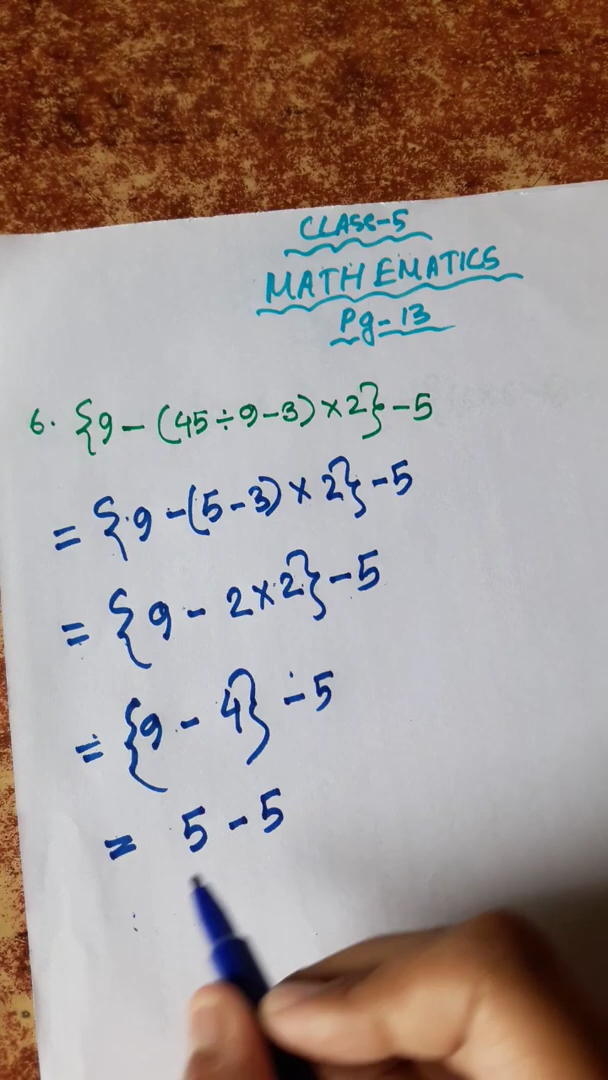 CLASS-5
MATHEMATICS
Pg-13
6. {9-(45÷9-3)×2}-5
= {9-(5-3)×2}-5
= {9-2×2}-5
= {9-4}-5
= 5-5